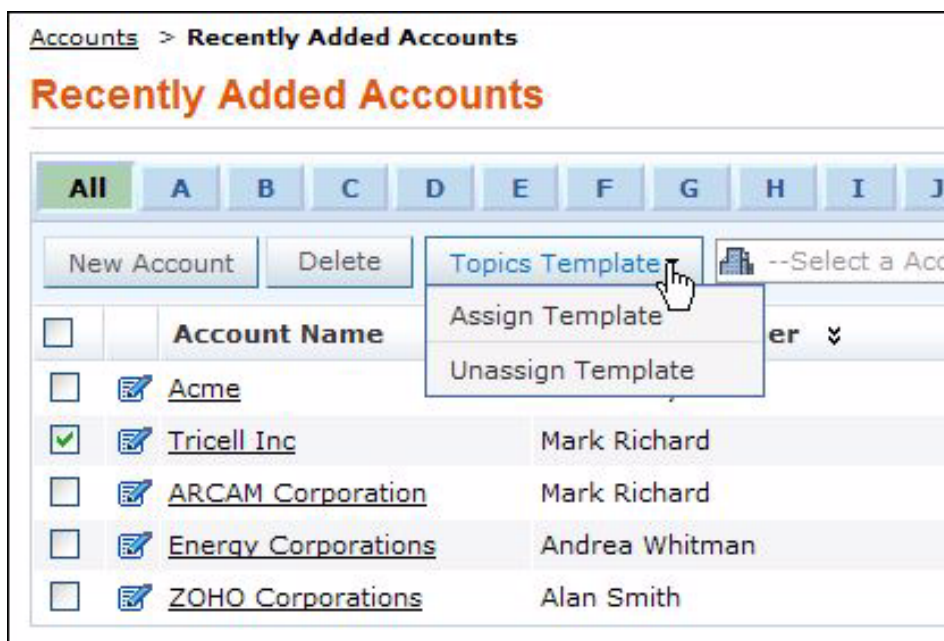 Accounts > Recently Added Accounts
Recently Added Accounts
All A B C D E F G H I J
New Account Delete Topics Template --Select a Acc
Assign Template
Unassign Template
Account Name er
Acme
Tricell Inc Mark Richard
ARCAM Corporation Mark Richard
Energy Corporations Andrea Whitman
ZOHO Corporations Alan Smith